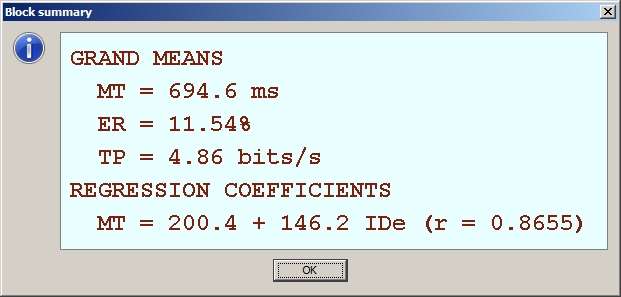 Block summary
GRAND MEANS
MT = 694.6 ms
ER = 11.54%
TP = 4.86 bits/s
REGRESSION COEFFICIENTS
MT = 200.4 + 146.2 IDe (r = 0.8655)
OK